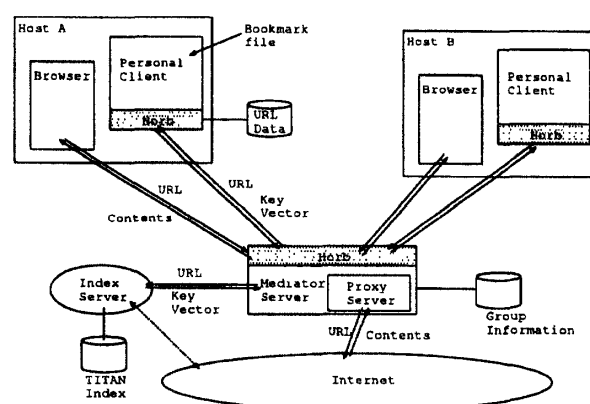 Host A
Bookmark
file
Personal
Client
Browser
Horb
URL
Data
Host B
Personal
Client
Browser
Horb
URL
Contents
URL
Key
Vector
Horb
Mediator
Server
Proxy
Server
Index
Server
URL
Key
Vector
Group
Information
URL
Contents
TITAN
Index
Internet